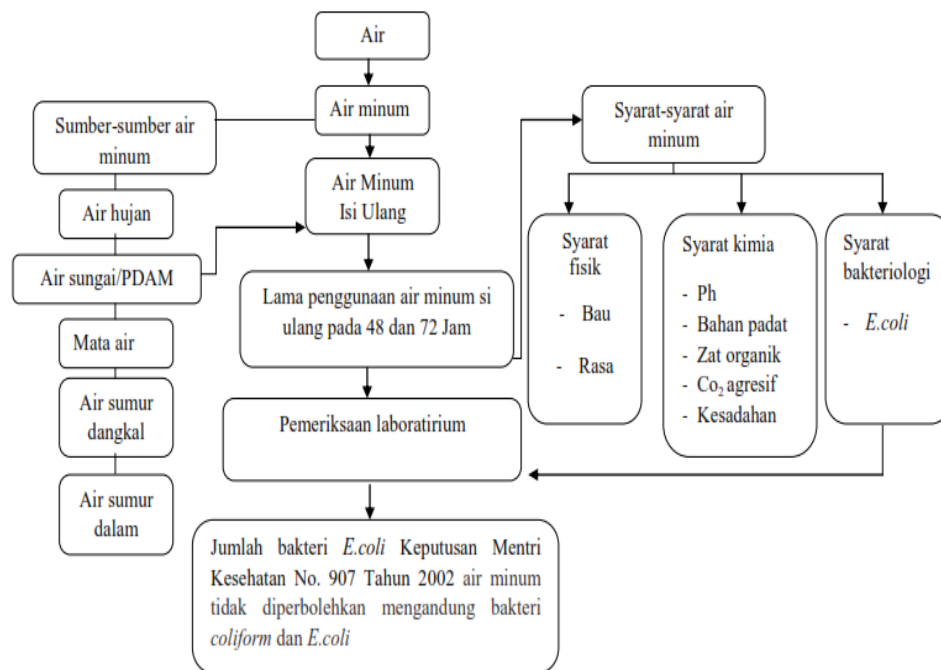 Air
Air minum
Sumber-sumber air
minum
Air hujan
Air sungai/PDAM
Mata air
Air sumur
dangkal
Air sumur
dalam
Air Minum
Isi Ulang
Lama penggunaan air minum si
ulang pada 48 dan 72 Jam
Pemeriksaan laboratirium
Jumlah bakteri E.coli Keputusan Mentri
Kesehatan No. 907 Tahun 2002 air minum
tidak diperbolehkan mengandung bakteri
coliform dan E.coli
Syarat-syarat air
minum
Syarat
fisik
- Bau
- Rasa
Syarat kimia
- Ph
- Bahan padat
- Zat organik
- Co₂ agresif
- Kesadahan
Syarat
bakteriologi
- E.coli